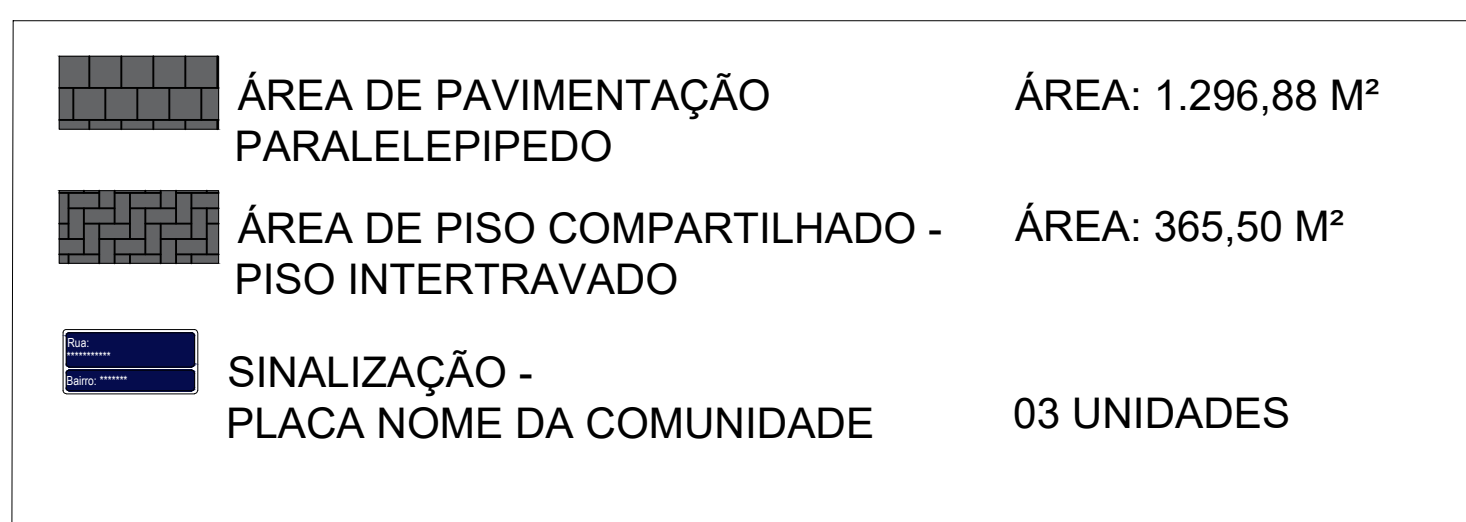 ÁREA DE PAVIMENTAÇÃO ÁREA: 1.296,88 M²
PARALELEPIPEDO
ÁREA DE PISO COMPARTILHADO - ÁREA: 365,50 M²
PISO INTERTRAVADO
Rua:
***********
Bairro: *******
SINALIZAÇÃO -
PLACA NOME DA COMUNIDADE 03 UNIDADES